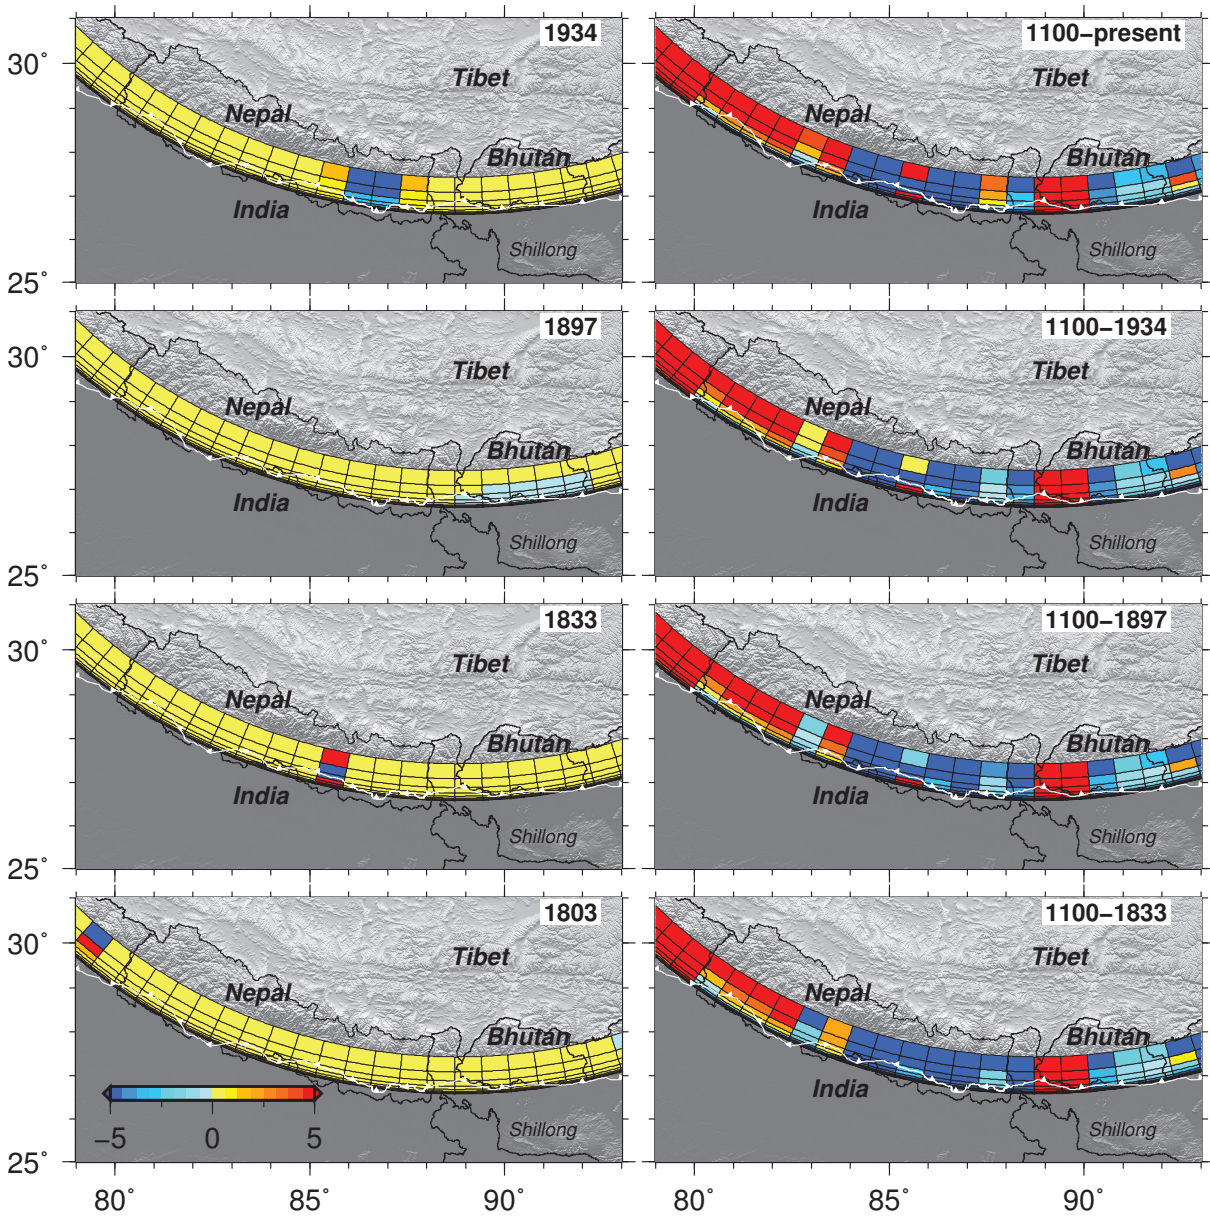 1934
30°
Tibet
Nepal
Bhutan
India
Shillong
25°
1100–present
Tibet
Nepal
Bhutan
India
Shillong
1897
30°
Tibet
Nepal
Bhutan
India
Shillong
25°
1100–1934
Tibet
Nepal
Bhutan
India
Shillong
1833
30°
Tibet
Nepal
Bhutan
India
Shillong
25°
1100–1897
Tibet
Nepal
Bhutan
India
Shillong
1803
30°
Tibet
Nepal
Bhutan
−5 0 5
Shillong
25°
80° 85° 90°
1100–1833
Tibet
Nepal
Bhutan
India
Shillong
80° 85° 90°